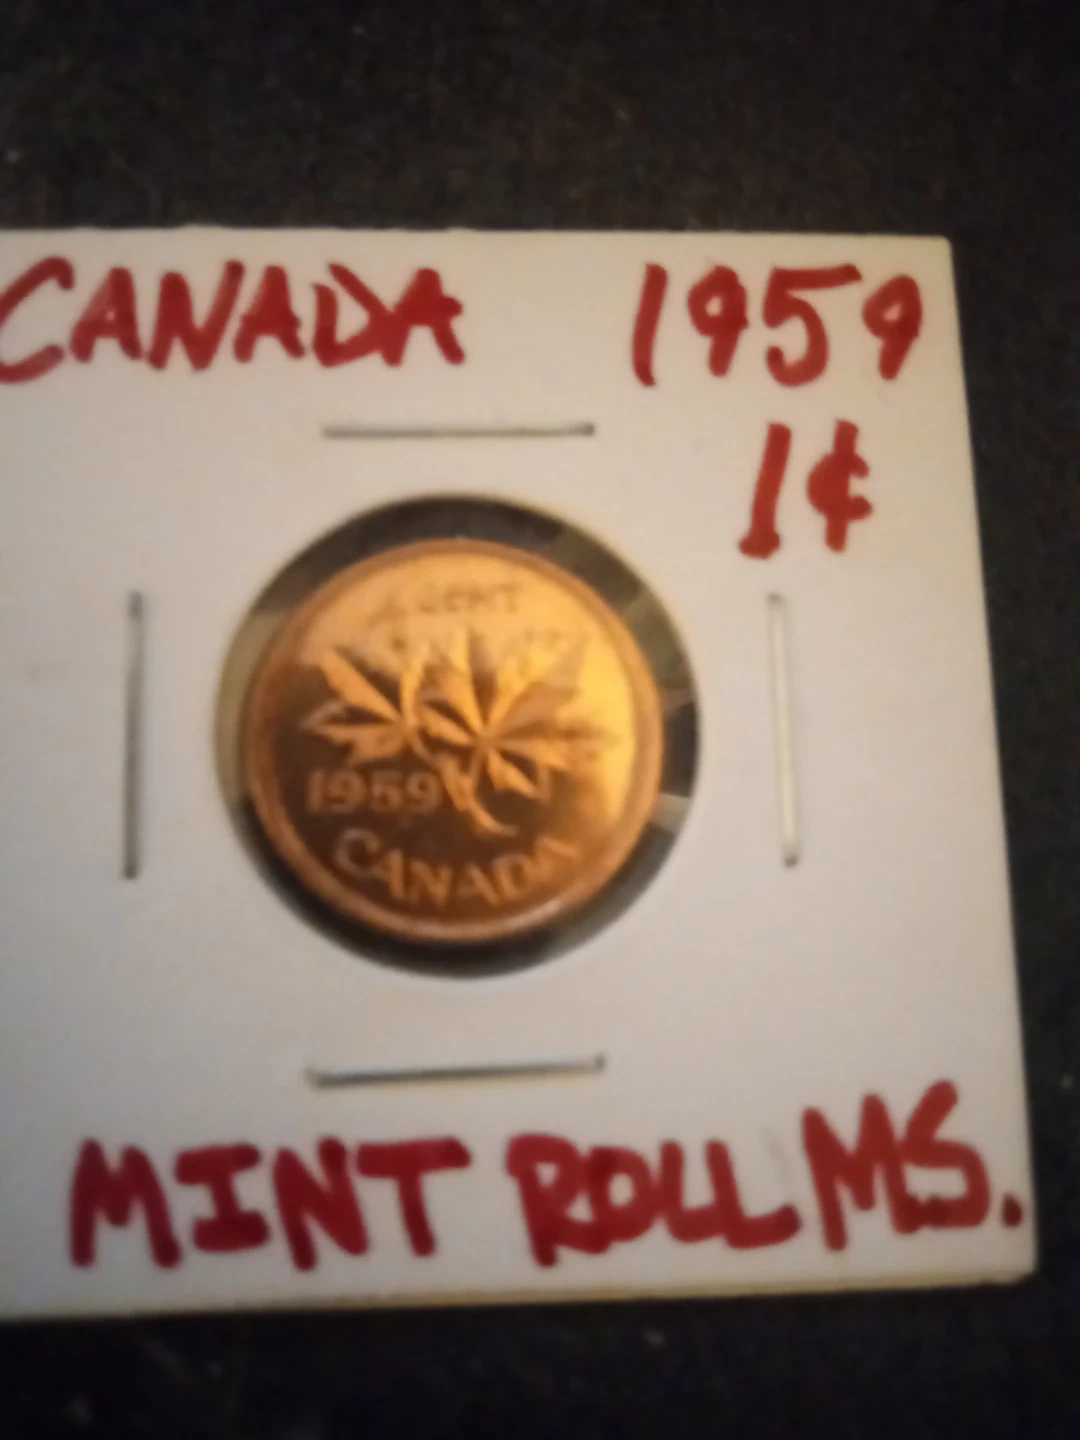 CANADA 1959
1¢
1 CENT
1959
CANADA
MINT ROLL MS.